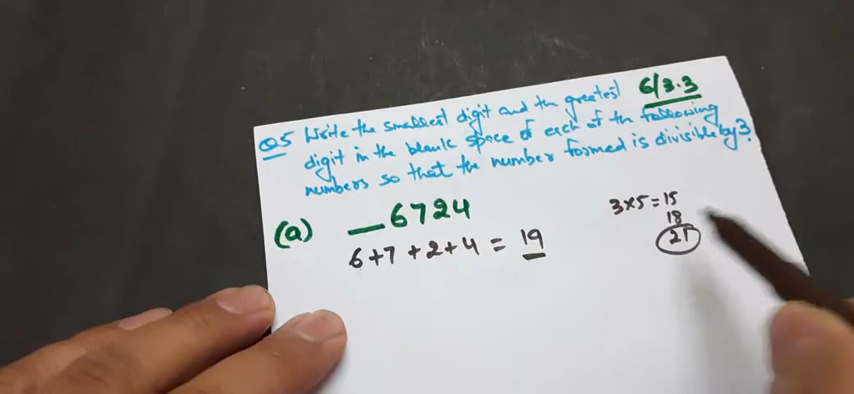 6/3.3
Q5 Write the smallest digit and the greatest
digit in the blank space of each of the following
numbers so that the number formed is divisible by 3.
(a) _6724
6+7+2+4 = 19
3×5=15
18
21